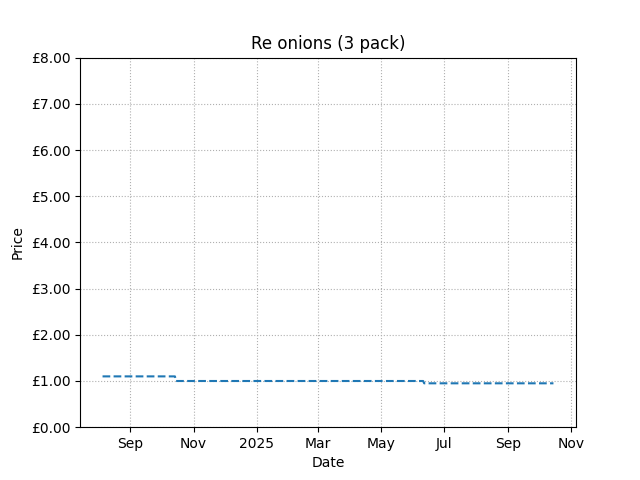 Re onions (3 pack)
£8.00
£7.00
£6.00
£5.00
£4.00
£3.00
£2.00
£1.00
£0.00
Price
Sep Nov 2025 Mar May Jul Sep Nov
Date